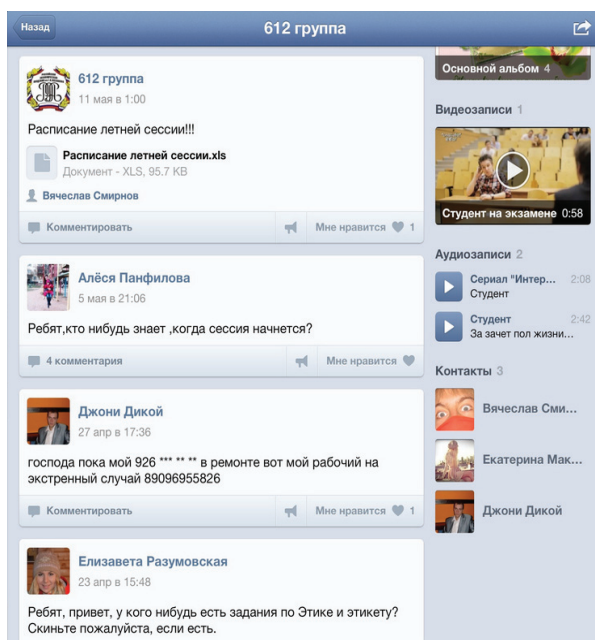 Назад
612 группа
612 группа
11 мая в 1:00
Расписание летней сессии!!!
Расписание летней сессии.xls
Документ - XLS, 95.7 KB
Вячеслав Смирнов
Комментировать
Мне нравится 1
Алёся Панфилова
5 мая в 21:06
Ребят,кто нибудь знает ,когда сессия начнется?
4 комментария
Мне нравится
Джони Дикой
27 апр в 17:36
господа пока мой 926 *** ** ** в ремонте вот мой рабочий на
экстренный случай 89096955826
Комментировать
Мне нравится 1
Елизавета Разумовская
23 апр в 15:48
Ребят, привет, у кого нибудь есть задания по Этике и этикету?
Скиньте пожалуйста, если есть.
Основной альбом 4
Видеозаписи 1
Студент на экзамене 0:58
Аудиозаписи 2
Сериал "Интер... 2:08
Студент
Студент 2:42
За зачет пол жизни...
Контакты 3
Вячеслав Сми...
Екатерина Мак...
Джони Дикой